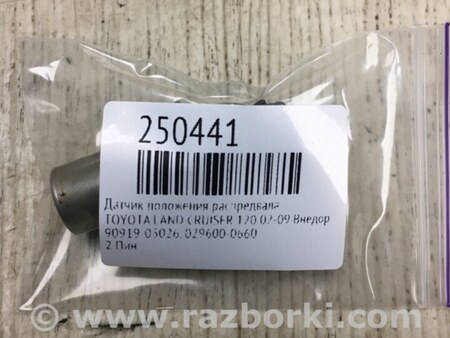 250441
Датчик положения распредвала
TOYOTA LAND CRUISER 120 02-09 Внедор
90919-05026, 029600-0660
2 Пин
© www.razborki.com